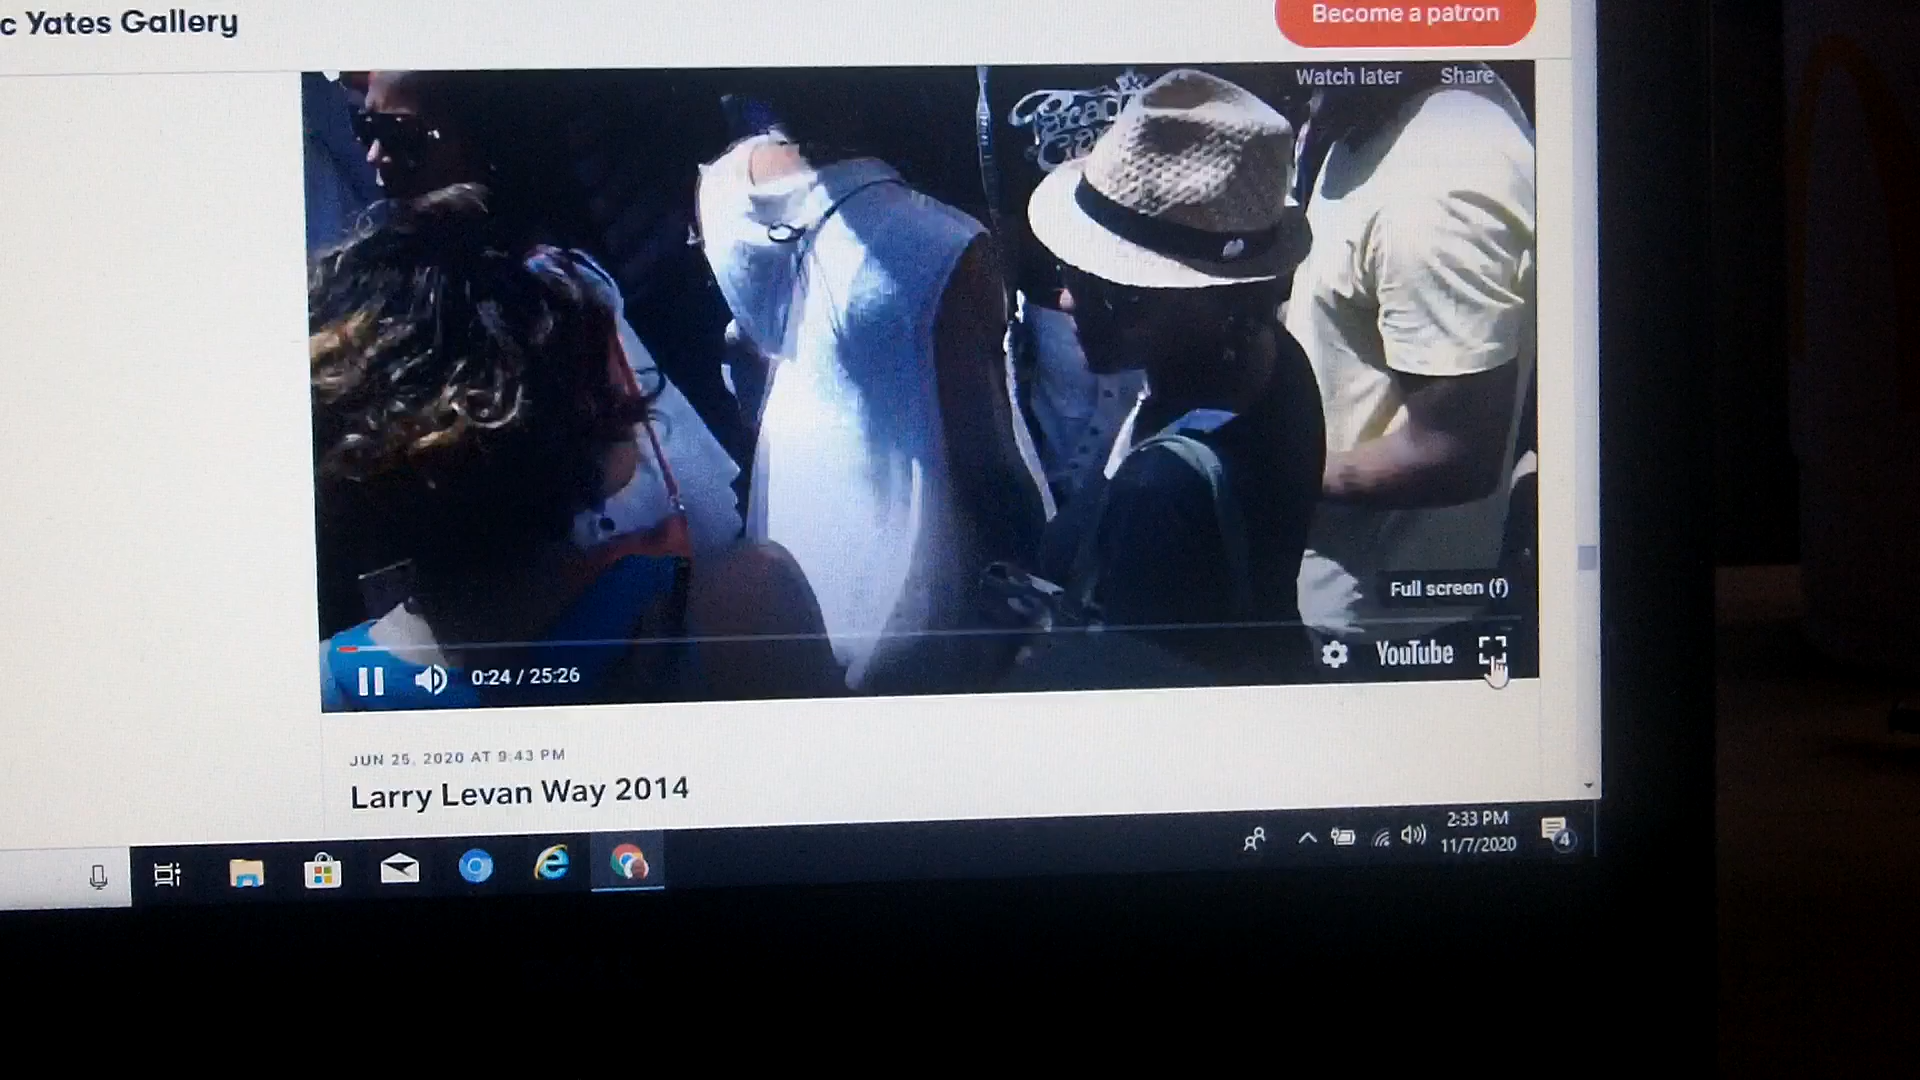 c Yates Gallery
Become a patron
Watch later
Share
Full screen (f)
0:24 / 25:26
YouTube
JUN 25, 2020 AT 9:43 PM
Larry Levan Way 2014
2:33 PM
11/7/2020
4